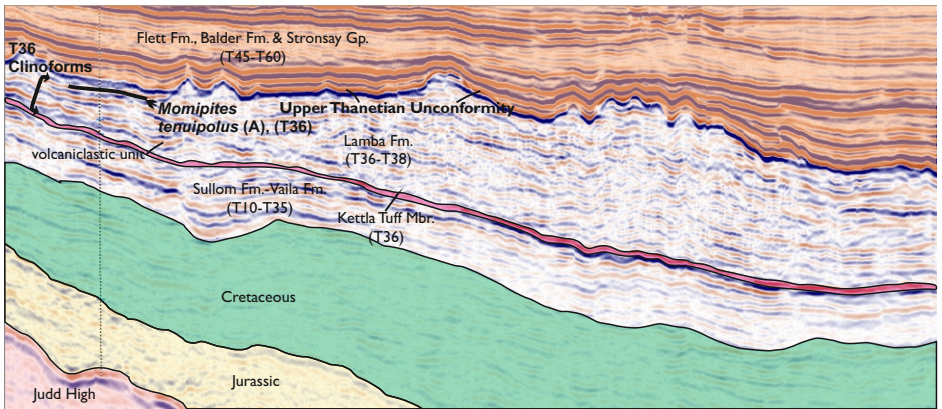 Flett Fm., Balder Fm. & Stronsay Gp.
(T45-T60)
T36
Clinoforms
Momipites
tenuipolus (A), (T36)
Upper Thanetian Unconformity
Lamba Fm.
(T36-T38)
volcaniclastic unit
Sullom Fm.-Vaila Fm.
(T10-T35)
Kettla Tuff Mbr.
(T36)
Cretaceous
Jurassic
Judd High